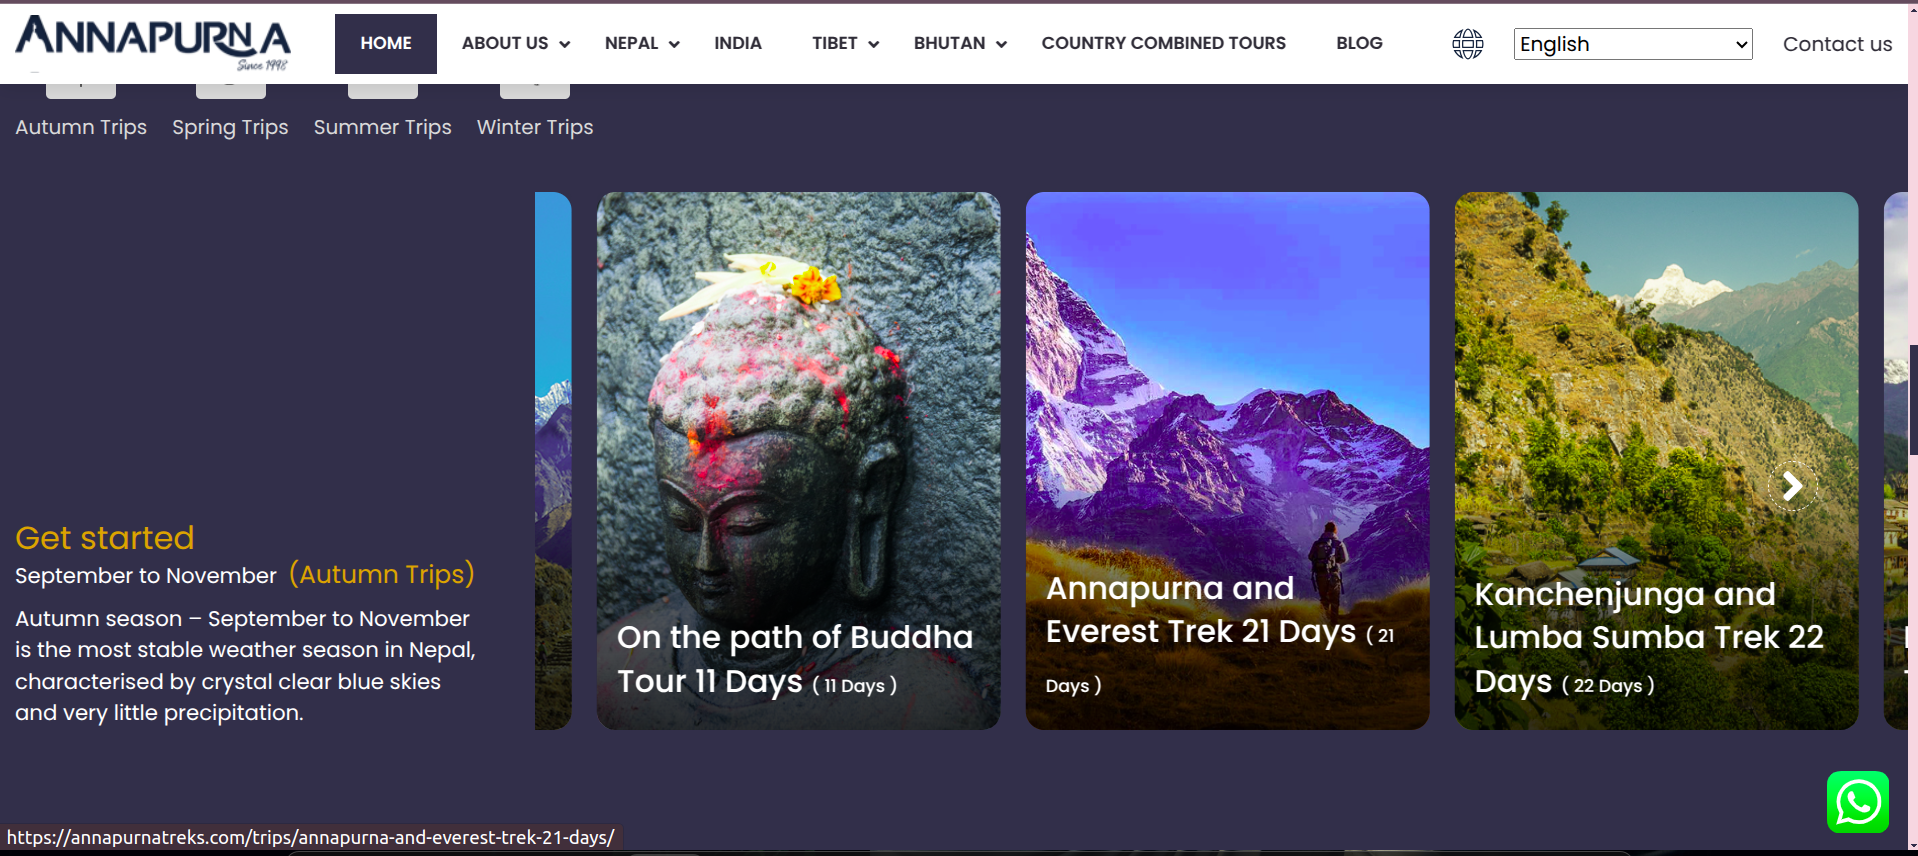 ANNAPURNA
Since 1998
HOME
ABOUT US
NEPAL
INDIA
TIBET
BHUTAN
COUNTRY COMBINED TOURS
BLOG
English
Contact us
Autumn Trips
Spring Trips
Summer Trips
Winter Trips
Get started
September to November (Autumn Trips)
Autumn season – September to November
is the most stable weather season in Nepal,
characterised by crystal clear blue skies
and very little precipitation.
On the path of Buddha
Tour 11 Days ( 11 Days )
Annapurna and
Everest Trek 21 Days ( 21
Days )
Kanchenjunga and
Lumba Sumba Trek 22
Days ( 22 Days )
https://annapurnatreks.com/trips/annapurna-and-everest-trek-21-days/